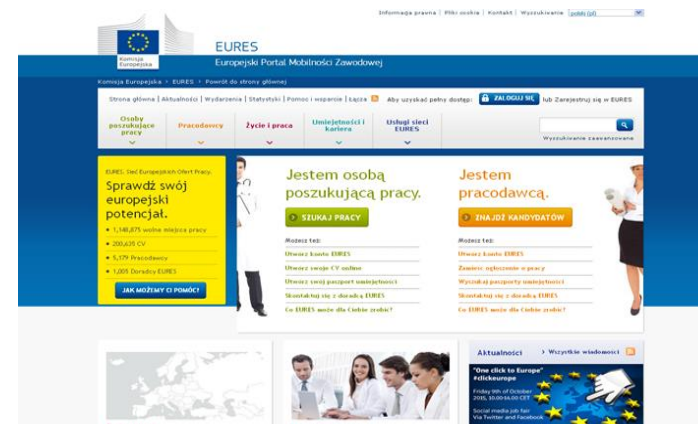 Informacja prawna | Pliki cookie | Kontakt | Wyszukiwanie polski (pl)
Komisja
Europejska
EURES
Europejski Portal Mobilności Zawodowej
Komisja Europejska > EURES > Powrót do strony głównej
Strona główna | Aktualności | Wydarzenia | Statystyki | Pomoc i wsparcie | Łącza Aby uzyskać pełny dostęp: ZALOGUJ SIĘ lub Zarejestruj się w EURES
Osoby
poszukujące
pracy
Pracodawcy
Życie i praca
Umiejętności i
kariera
Usługi sieci
EURES
Wyszukiwanie zaawansowane
EURES: Sieć Europejskich Ofert Pracy.
Sprawdź swój
europejski
potencjał.
1,148,875 wolne miejsca pracy
200,635 CV
5,179 Pracodawcy
1,005 Doradcy EURES
JAK MOŻEMY CI POMÓC?
Jestem osobą
poszukującą pracy.
SZUKAJ PRACY
Możesz też:
Utwórz konto EURES
Utwórz swoje CV online
Utwórz swój paszport umiejętności
Skontaktuj się z doradcą EURES
Co EURES może dla Ciebie zrobić?
Jestem
pracodawcą.
ZNAJDŹ KANDYDATÓW
Możesz też:
Utwórz konto EURES
Zamieść ogłoszenie o pracy
Wyszukaj paszporty umiejętności
Skontaktuj się z doradcą EURES
Co EURES może dla Ciebie zrobić?
Aktualności > Wszystkie wiadomości
"One click to Europe"
#clickeurope
Friday 9th of October
2015, 10.00-16.00 CET
Social media job fair
Via Twitter and Facebook